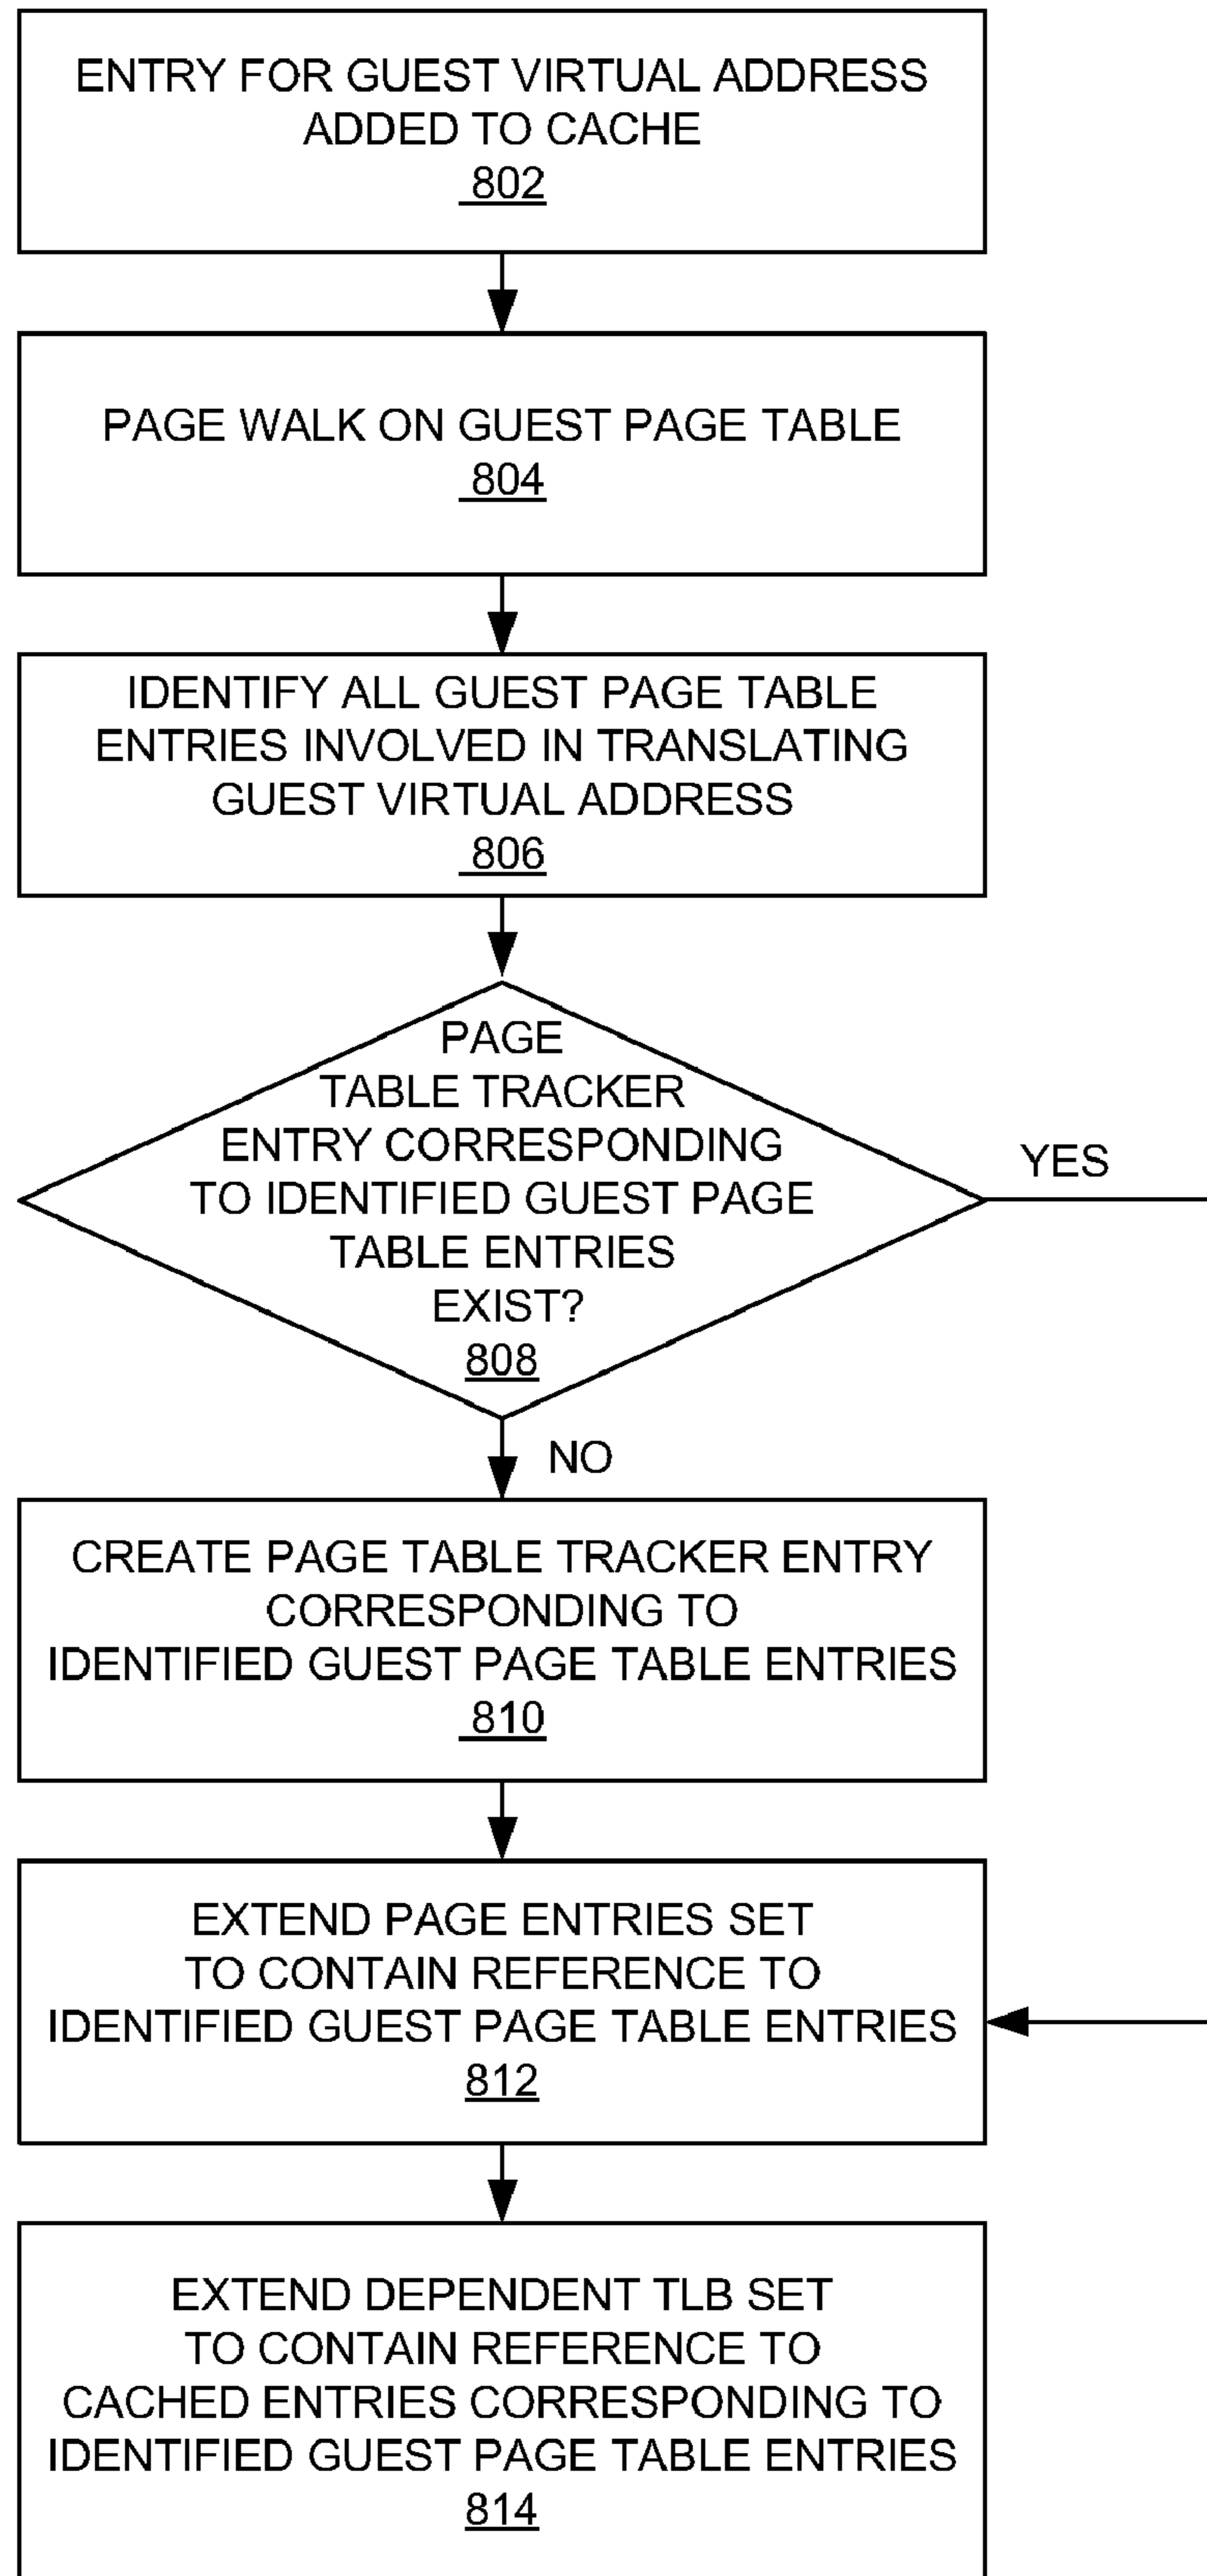 ENTRY FOR GUEST VIRTUAL ADDRESS
ADDED TO CACHE
802
PAGE WALK ON GUEST PAGE TABLE
804
IDENTIFY ALL GUEST PAGE TABLE
ENTRIES INVOLVED IN TRANSLATING
GUEST VIRTUAL ADDRESS
806
PAGE
TABLE TRACKER
ENTRY CORRESPONDING
TO IDENTIFIED GUEST PAGE
TABLE ENTRIES
EXIST?
808
YES
NO
CREATE PAGE TABLE TRACKER ENTRY
CORRESPONDING TO
IDENTIFIED GUEST PAGE TABLE ENTRIES
810
EXTEND PAGE ENTRIES SET
TO CONTAIN REFERENCE TO
IDENTIFIED GUEST PAGE TABLE ENTRIES
812
EXTEND DEPENDENT TLB SET
TO CONTAIN REFERENCE TO
CACHED ENTRIES CORRESPONDING TO
IDENTIFIED GUEST PAGE TABLE ENTRIES
814